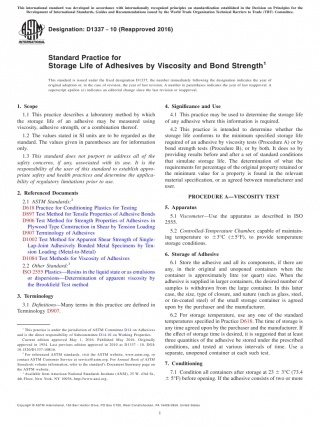 This international standard was developed in accordance with internationally recognized principles on standardization established in the Decision on Principles for the
Development of International Standards, Guides and Recommendations issued by the World Trade Organization Technical Barriers to Trade (TBT) Committee.
Designation: D1337 − 10 (Reapproved 2016)
Standard Practice for
Storage Life of Adhesives by Viscosity and Bond Strength1
This standard is issued under the fixed designation D1337; the number immediately following the designation indicates the year of
original adoption or, in the case of revision, the year of last revision. A number in parentheses indicates the year of last reapproval. A
superscript epsilon (ε) indicates an editorial change since the last revision or reapproval.
1. Scope
1.1 This practice describes a laboratory method by which
the storage life of an adhesive may be measured using
viscosity, adhesive strength, or a combination thereof.
1.2 The values stated in SI units are to be regarded as the
standard. The values given in parentheses are for information
only.
1.3 This standard does not purport to address all of the
safety concerns, if any, associated with its use. It is the
responsibility of the user of this standard to establish appro-
priate safety and health practices and determine the applica-
bility of regulatory limitations prior to use.
2. Referenced Documents
2.1 ASTM Standards:2
D618 Practice for Conditioning Plastics for Testing
D897 Test Method for Tensile Properties of Adhesive Bonds
D906 Test Method for Strength Properties of Adhesives in
Plywood Type Construction in Shear by Tension Loading
D907 Terminology of Adhesives
D1002 Test Method for Apparent Shear Strength of Single-
Lap-Joint Adhesively Bonded Metal Specimens by Ten-
sion Loading (Metal-to-Metal)
D1084 Test Methods for Viscosity of Adhesives
2.2 Other Standard:3
ISO 2555 Plastics—Resins in the liquid state or as emulsions
or dispersions—Determination of apparent viscosity by
the Brookfield Test method
3. Terminology
3.1 Definitions—Many terms in this practice are defined in
Terminology D907.
1 This practice is under the jurisdiction of ASTM Committee D14 on Adhesives
and is the direct responsibility of Subcommittee D14.10 on Working Properties.
Current edition approved May 1, 2016. Published May 2016. Originally
approved in 1954. Last previous edition approved in 2010 as D1337 – 10. DOI:
2 For referenced ASTM standards, visit the ASTM website, www.astm.org, or
contact ASTM Customer Service at service@astm.org. For Annual Book of ASTM
Standards volume information, refer to the standard's Document Summary page on
the ASTM website.
3 Available from American National Standards Institute (ANSI), 25 W. 43rd St.,
4th Floor, New York, NY 10036, http://www.ansi.org.
4. Significance and Use
4.1 This practice may be used to determine the storage life
of any adhesive where this information is required.
4.2 This practice is intended to determine whether the
storage life conforms to the minimum specified storage life
required of an adhesive by viscosity tests (Procedure A) or by
bond strength tests (Procedure B), or by both. It does so by
providing results before and after a set of standard conditions
that simulate storage life. The determination of what the
requirements for percentage of the original property retained or
the minimum value for a property is found in the relevant
material specification, or as agreed between manufacturer and
user.
PROCEDURE A—VISCOSITY TEST
5. Apparatus
5.1 Viscometer—Use the apparatus as described in ISO
2555.
5.2 Controlled-Temperature Chamber, capable of maintain-
ing temperature to ±3°C (±5°F), to provide temperature
storage conditions.
6. Storage of Adhesive
6.1 Store the adhesive and all its components, if there are
any, in their original and unopened containers when the
container is approximately litre (or quart) size. When the
adhesive is supplied in larger containers, the desired number of
samples is withdrawn from the large container. In this latter
case, the size, type of closure, and nature (such as glass, steel,
or tin-coated steel) of the small storage container is agreed
upon by the purchaser and the manufacturer.
6.2 For storage temperature, use any one of the standard
temperatures specified in Practice D618. The time of storage is
any time agreed upon by the purchaser and the manufacturer. If
the effect of storage time is desired, it is suggested that at least
three quantities of the adhesive be stored under the prescribed
conditions, and tested at various intervals of time. Use a
separate, unopened container at each such test.
7. Conditioning
7.1 Condition all containers after storage at 23 ± 3°C (73.4
± 5°F) before opening. If the adhesive consists of two or more
Copyright © ASTM International, 100 Barr Harbor Drive, PO Box C700, West Conshohocken, PA 19428-2959. United States
1